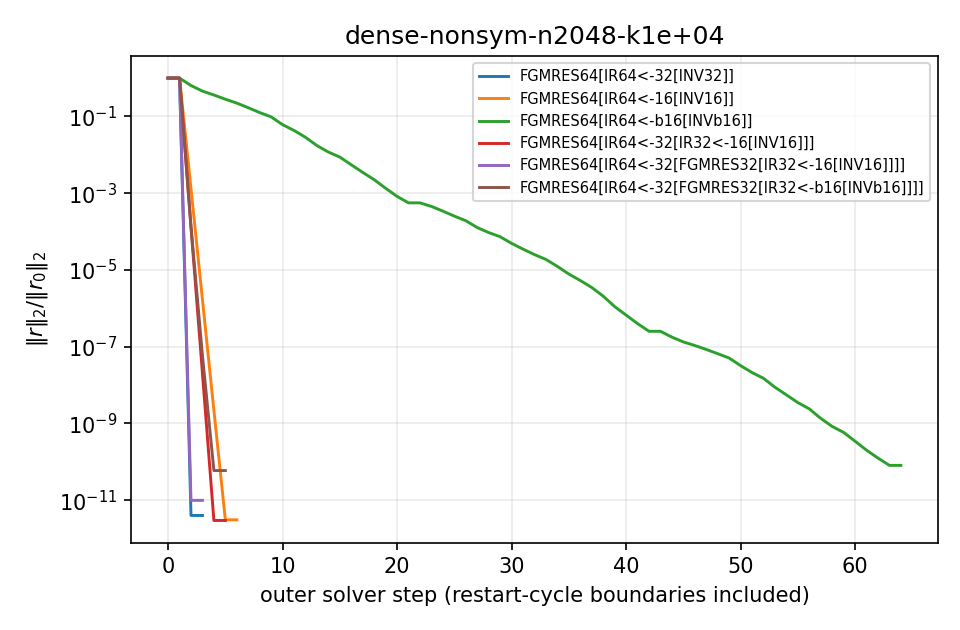 dense-nonsym-n2048-k1e+04
FGMRES64[IR64<-32[INV32]]
FGMRES64[IR64<-16[INV16]]
FGMRES64[IR64<-b16[INVb16]]
FGMRES64[IR64<-32[IR32<-16[INV16]]]
FGMRES64[IR64<-32[FGMRES32[IR32<-16[INV16]]]]
FGMRES64[IR64<-32[FGMRES32[IR32<-b16[INVb16]]]]
‖r‖₂/‖r₀‖₂
10⁻¹
10⁻³
10⁻⁵
10⁻⁷
10⁻⁹
10⁻¹¹
0 10 20 30 40 50 60
outer solver step (restart-cycle boundaries included)